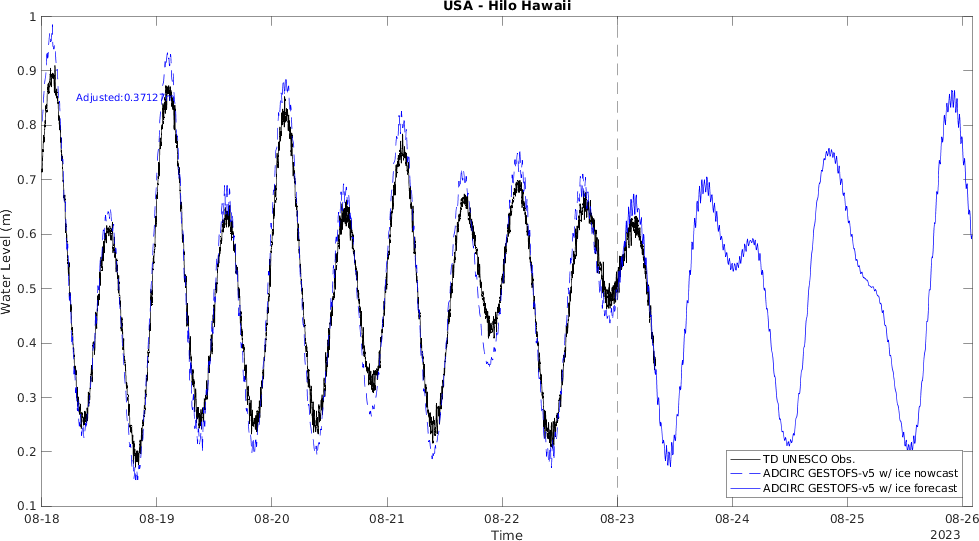 USA - Hilo Hawaii
1
0.9
Adjusted:0.37127
0.8
0.7
0.6
Water Level (m)
0.5
0.4
0.3
0.2
0.1
TD UNESCO Obs.
ADCIRC GESTOFS-v5 w/ ice nowcast
ADCIRC GESTOFS-v5 w/ ice forecast
08-18 08-19 08-20 08-21 08-22 08-23 08-24 08-25 08-26
Time
2023